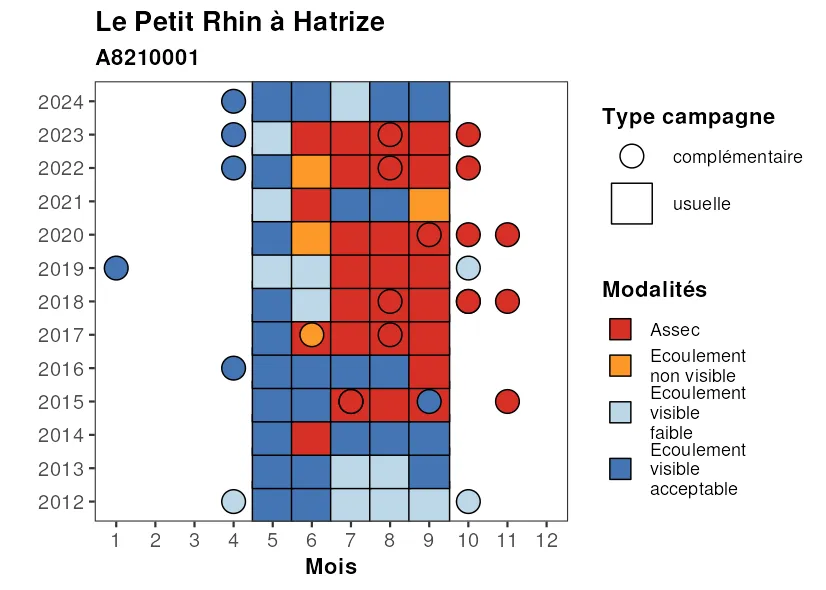 Le Petit Rhin à Hatrize
A8210001
2024
2023
2022
2021
2020
2019
2018
2017
2016
2015
2014
2013
2012
1 2 3 4 5 6 7 8 9 10 11 12
Mois
Type campagne
complémentaire
usuelle
Modalités
Assec
Ecoulement
non visible
Ecoulement
visible
faible
Ecoulement
visible
acceptable